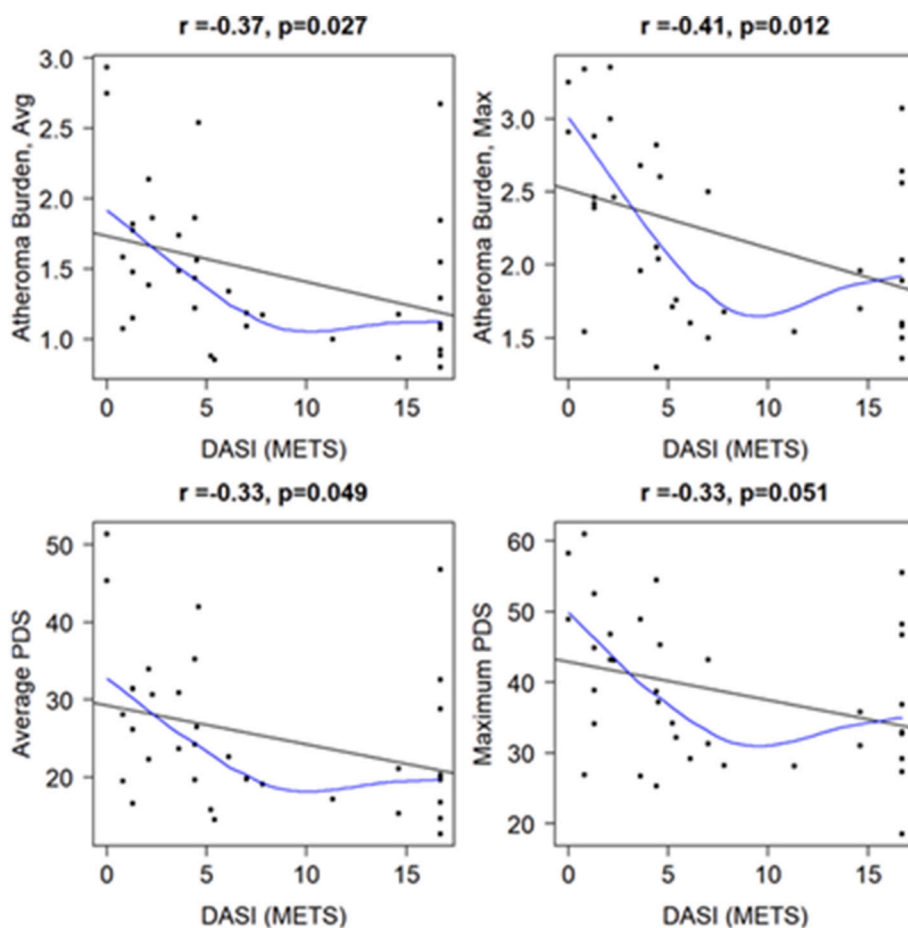 r =-0.37, p=0.027
r =-0.41, p=0.012
Atheroma Burden, Avg
3.0
2.5
2.0
1.5
1.0
0 5 10 15
DASI (METS)
Atheroma Burden, Max
3.0
2.5
2.0
1.5
0 5 10 15
DASI (METS)
r =-0.33, p=0.049
r =-0.33, p=0.051
Average PDS
50
40
30
20
0 5 10 15
DASI (METS)
Maximum PDS
60
50
40
30
20
0 5 10 15
DASI (METS)